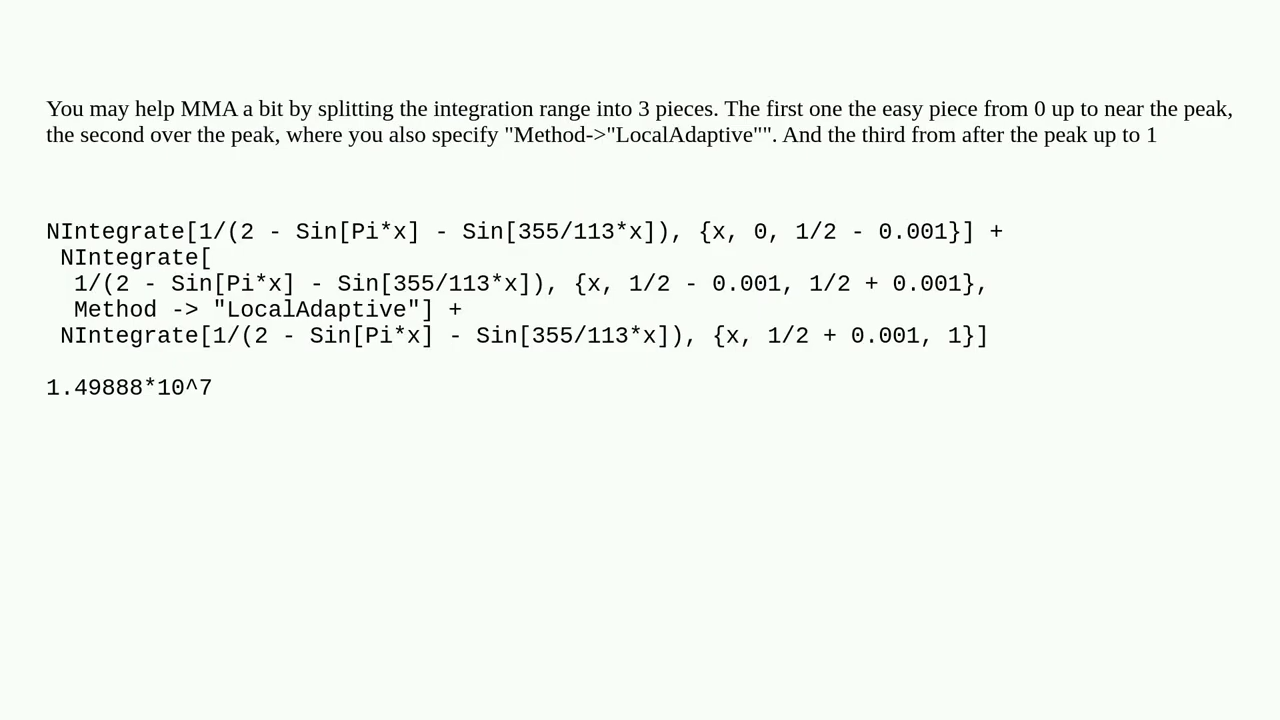 You may help MMA a bit by splitting the integration range into 3 pieces. The first one the easy piece from 0 up to near the peak,
the second over the peak, where you also specify "Method->"LocalAdaptive"". And the third from after the peak up to 1
NIntegrate[1/(2 - Sin[Pi*x] - Sin[355/113*x]), {x, 0, 1/2 - 0.001}] +
 NIntegrate[
  1/(2 - Sin[Pi*x] - Sin[355/113*x]), {x, 1/2 - 0.001, 1/2 + 0.001},
  Method -> "LocalAdaptive"] +
 NIntegrate[1/(2 - Sin[Pi*x] - Sin[355/113*x]), {x, 1/2 + 0.001, 1}]
1.49888*10^7